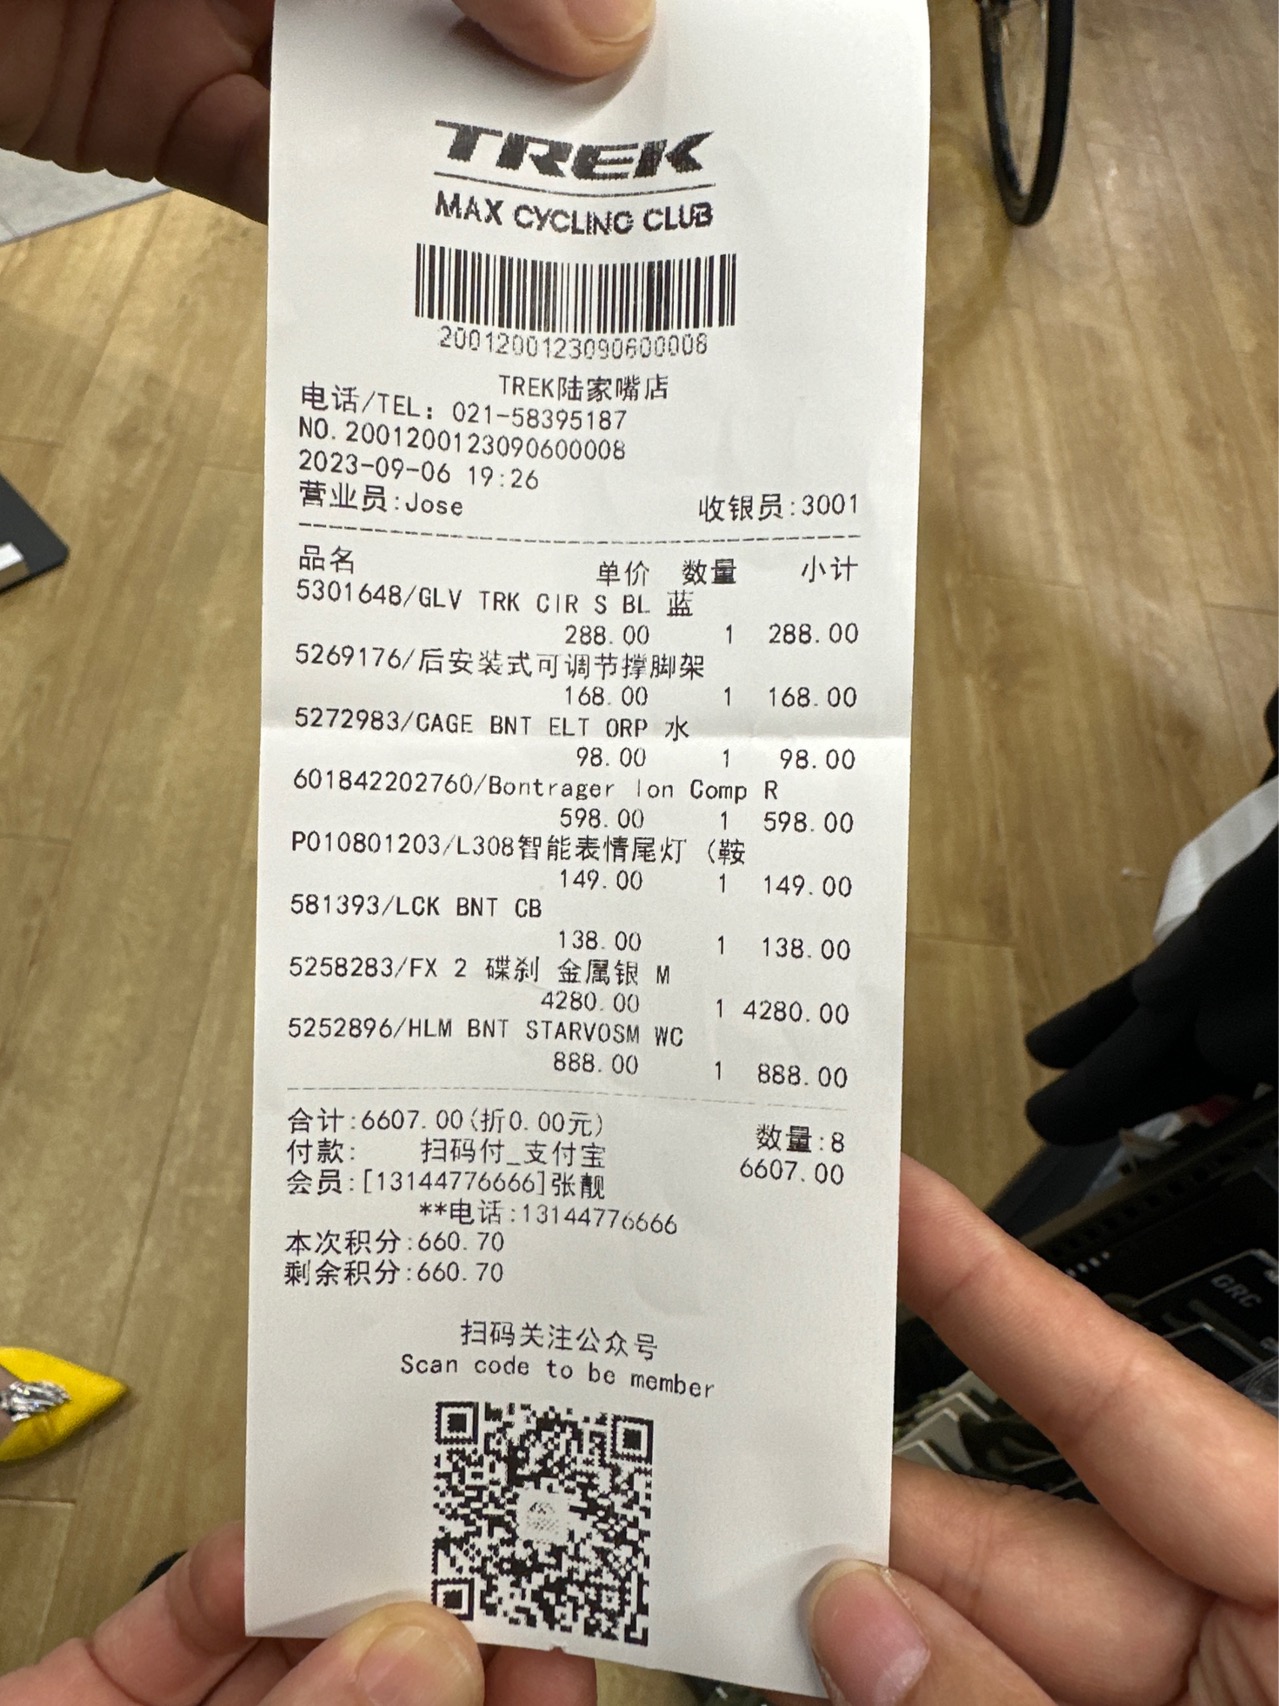 TREK
MAX CYCLING CLUB
2001200123090600008
TREK陆家嘴店
电话/TEL: 021-58395187
NO.2001200123090600008
2023-09-06 19:26
营业员:Jose 收银员:3001
品名 单价 数量 小计
5301648/GLV TRK CIR S BL 蓝
288.00 1 288.00
5269176/后安装式可调节撑脚架
168.00 1 168.00
5272983/CAGE BNT ELT ORP 水
98.00 1 98.00
601842202760/Bontrager Ion Comp R
598.00 1 598.00
P010801203/L308智能表情尾灯 (鞍
149.00 1 149.00
581393/LCK BNT CB
138.00 1 138.00
5258283/FX 2 碟刹 金属银 M
4280.00 1 4280.00
5252896/HLM BNT STARVOSM WC
888.00 1 888.00
合计:6607.00(折0.00元) 数量:8
付款: 扫码付_支付宝 6607.00
会员:[13144776666]张靓
**电话:13144776666
本次积分:660.70
剩余积分:660.70
扫码关注公众号
Scan code to be member
GRC